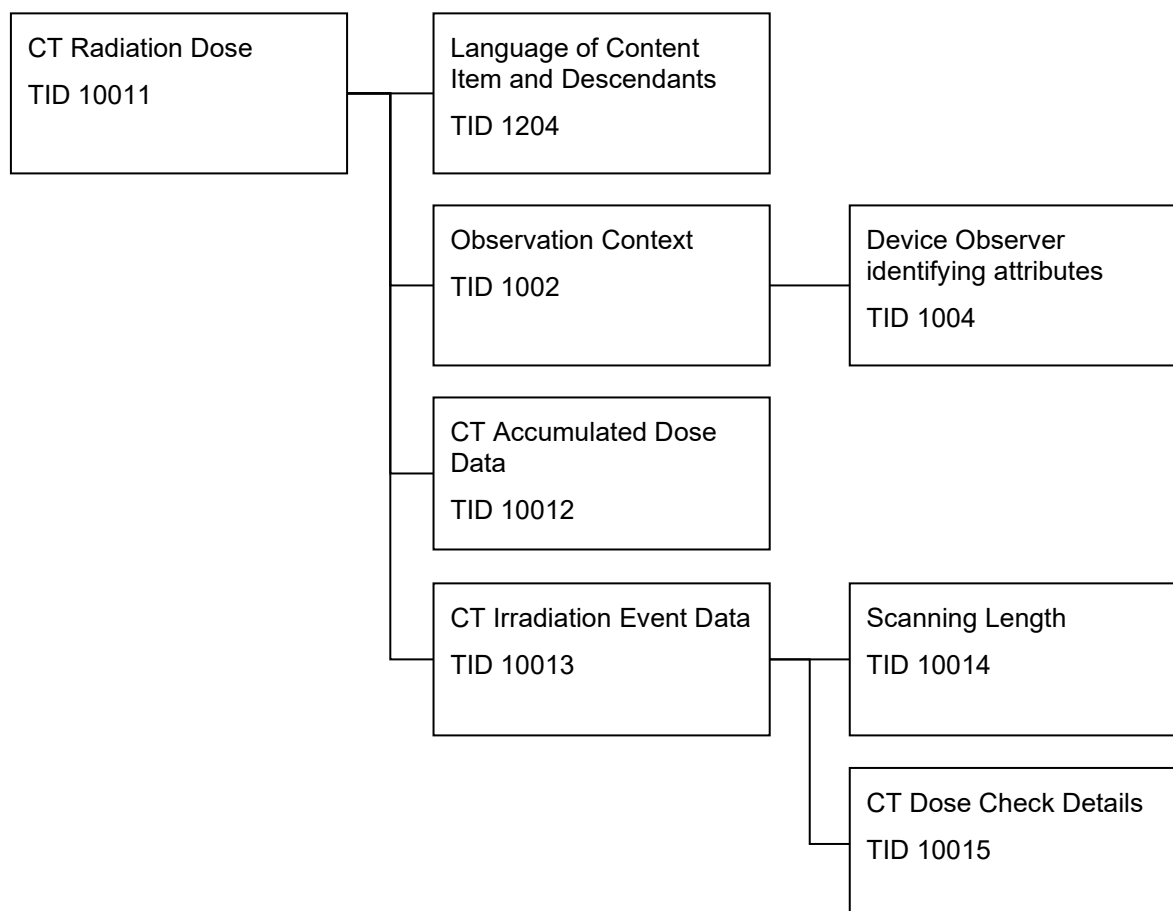 CT Radiation Dose
TID 10011
Language of Content
Item and Descendants
TID 1204
Observation Context
TID 1002
Device Observer
identifying attributes
TID 1004
CT Accumulated Dose
Data
TID 10012
CT Irradiation Event Data
TID 10013
Scanning Length
TID 10014
CT Dose Check Details
TID 10015